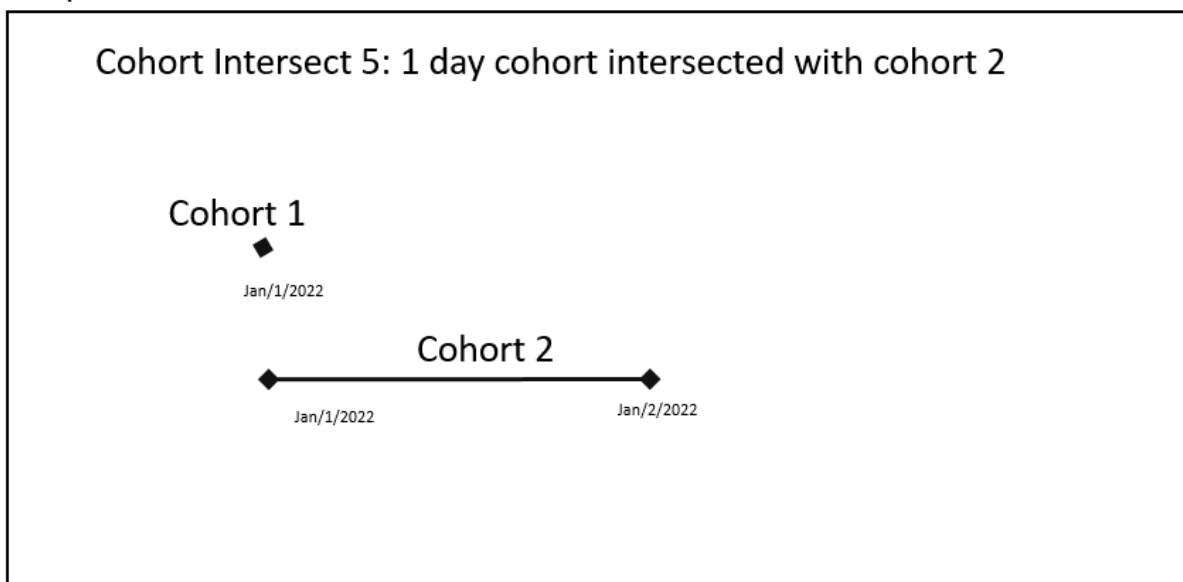 Cohort Intersect 5: 1 day cohort intersected with cohort 2
Cohort 1
Jan/1/2022
Cohort 2
Jan/1/2022
Jan/2/2022